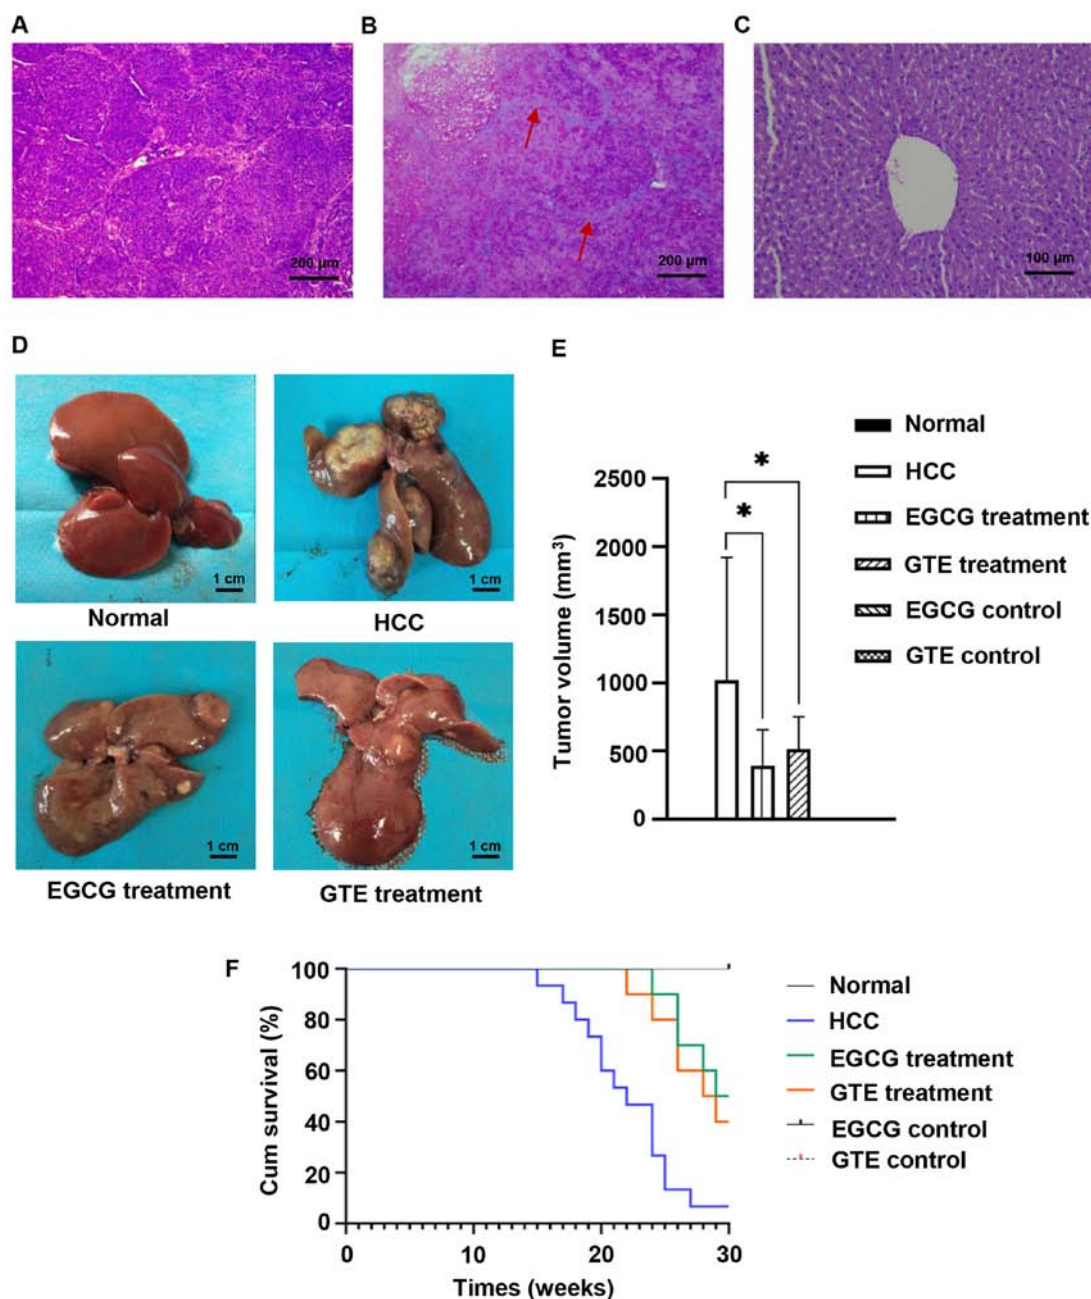 A
B
C
200 µm
200 µm
100 µm
D
E
1 cm
1 cm
Normal
HCC
1 cm
1 cm
EGCG treatment
GTE treatment
Tumor volume (mm³)
2500
2000
1500
1000
500
0
*
*
Normal
HCC
EGCG treatment
GTE treatment
EGCG control
GTE control
F
Cum survival (%)
100
80
60
40
20
0
0 10 20 30
Times (weeks)
Normal
HCC
EGCG treatment
GTE treatment
EGCG control
GTE control